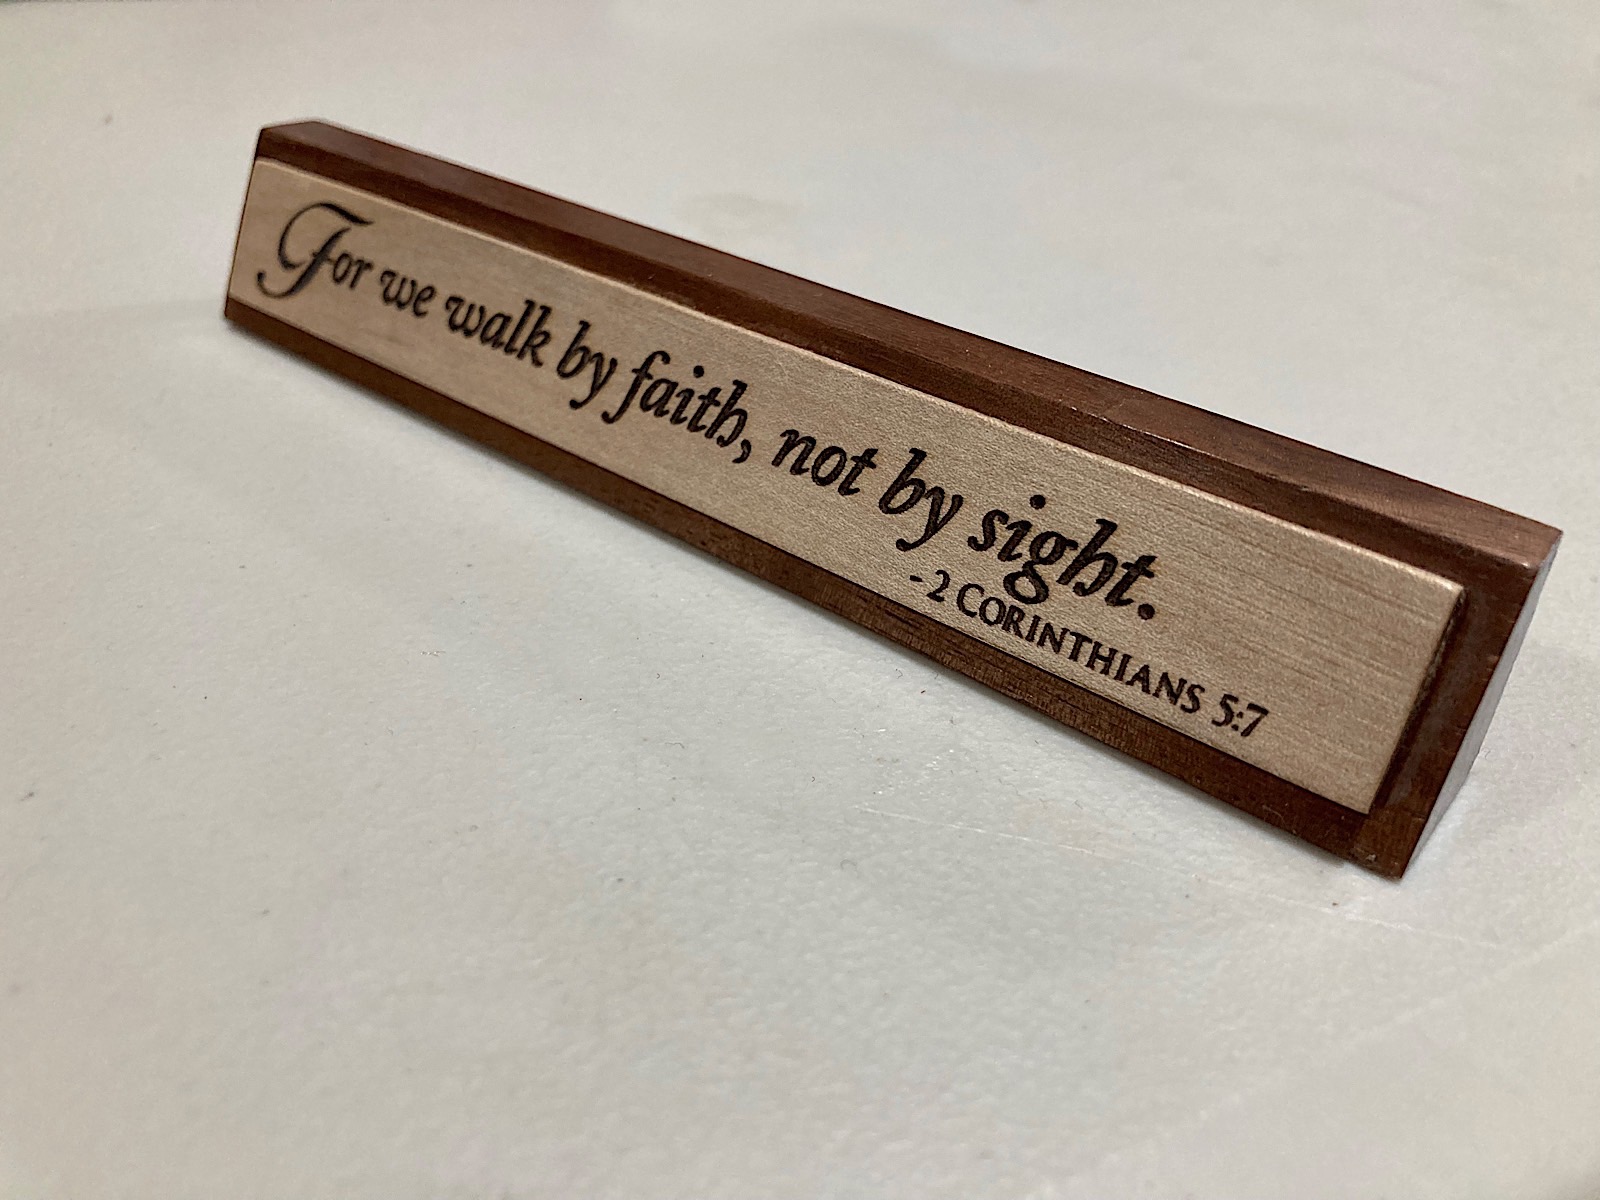 For we walk by faith, not by sight.
-2 CORINTHIANS 5:7